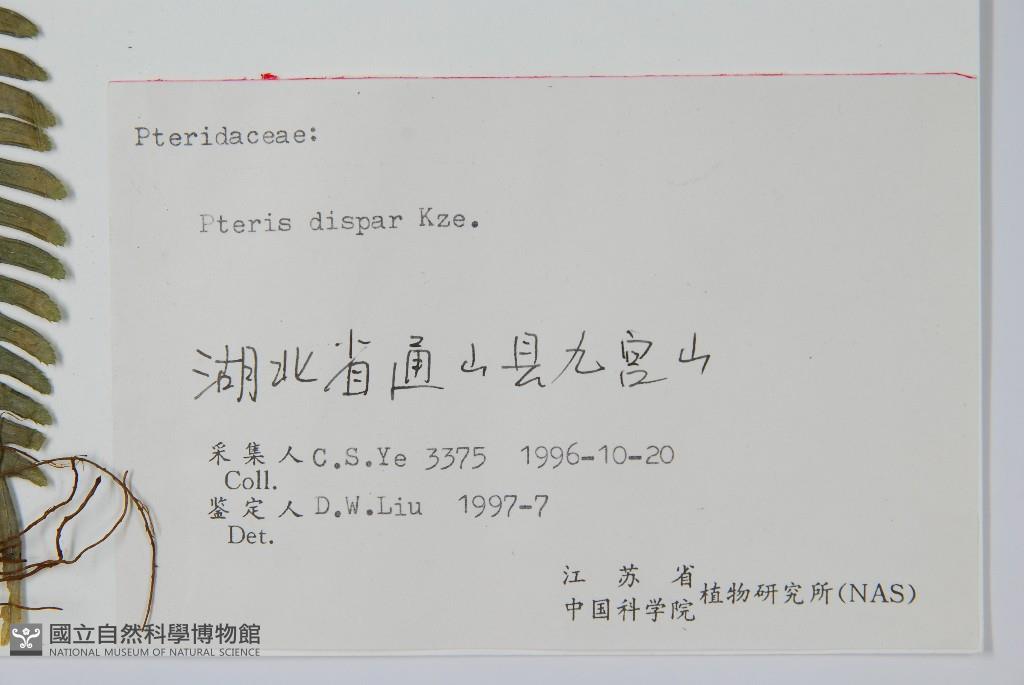 Pteridaceae:
Pteris dispar Kze.
湖北省通山县九宫山
采集人 C.S.Ye 3375 1996-10-20
Coll.
鉴定人 D.W.Liu 1997-7
Det.
江苏省
中国科学院 植物研究所(NAS)
國立自然科學博物館
NATIONAL MUSEUM OF NATURAL SCIENCE